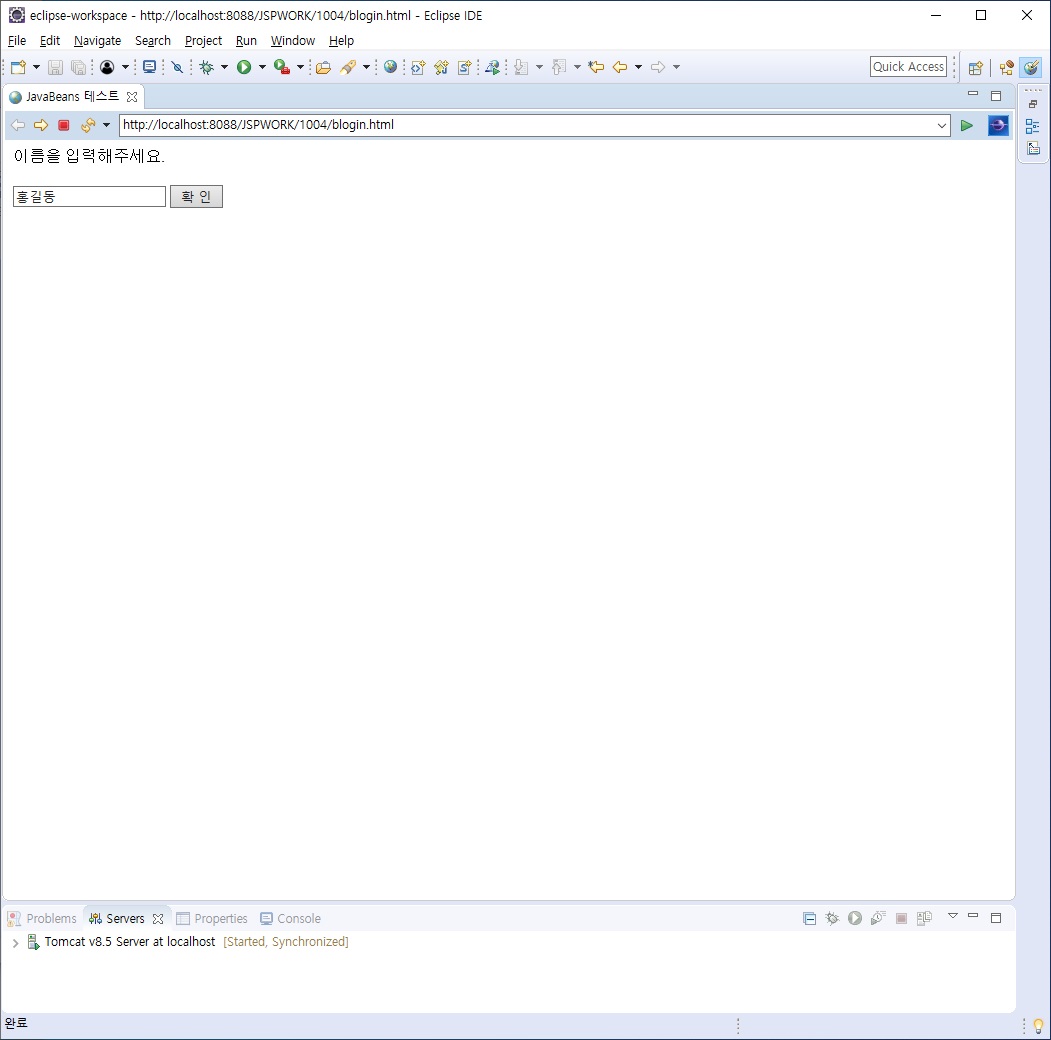 eclipse-workspace - http://localhost:8088/JSPWORK/1004/blogin.html - Eclipse IDE
File Edit Navigate Search Project Run Window Help
Quick Access
JavaBeans 테스트
http://localhost:8088/JSPWORK/1004/blogin.html
이름을 입력해주세요.
홍길동 확 인
Problems Servers Properties Console
Tomcat v8.5 Server at localhost [Started, Synchronized]
완료